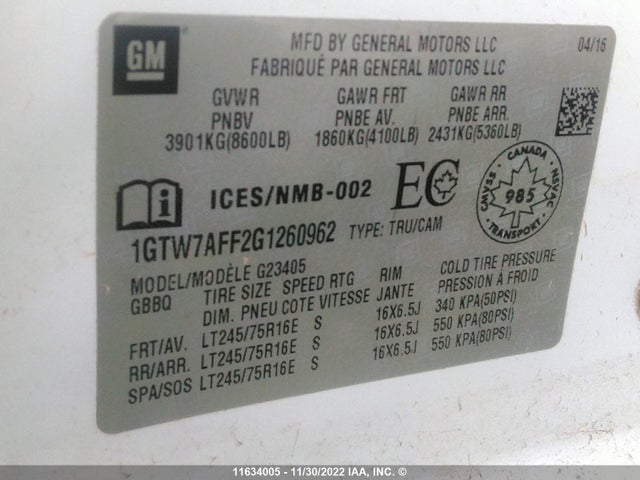 GM
MFD BY GENERAL MOTORS LLC 04/16
FABRIQUÉ PAR GENERAL MOTORS LLC
GVWR GAWR FRT GAWR RR
PNBV PNBE AV. PNBE ARR.
3901KG(8600LB) 1860KG(4100LB) 2431KG(5360LB)
ICES/NMB-002 EC CANADA CMVSS NSVAC 985 TRANSPORT
1GTW7AFF2G1260962 TYPE: TRU/CAM
MODEL/MODÈLE G23405
GBBQ TIRE SIZE SPEED RTG RIM COLD TIRE PRESSURE
DIM. PNEU COTE VITESSE JANTE PRESSION À FROID
FRT/AV. LT245/75R16E S 16X6.5J 340 KPA(50PSI)
RR/ARR. LT245/75R16E S 16X6.5J 550 KPA(80PSI)
SPA/SOS LT245/75R16E S 16X6.5J 550 KPA(80PSI)
11634005 - 11/30/2022 IAA, INC. ©